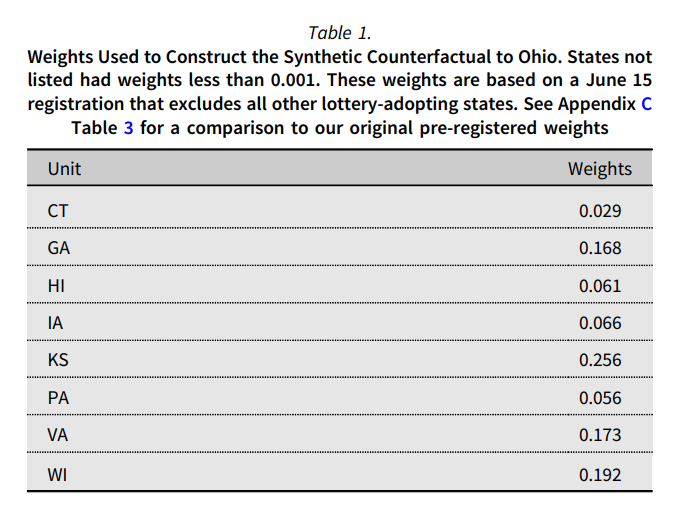 Table 1.
Weights Used to Construct the Synthetic Counterfactual to Ohio. States not
listed had weights less than 0.001. These weights are based on a June 15
registration that excludes all other lottery-adopting states. See Appendix C
Table 3 for a comparison to our original pre-registered weights
Unit Weights
CT 0.029
GA 0.168
HI 0.061
IA 0.066
KS 0.256
PA 0.056
VA 0.173
WI 0.192